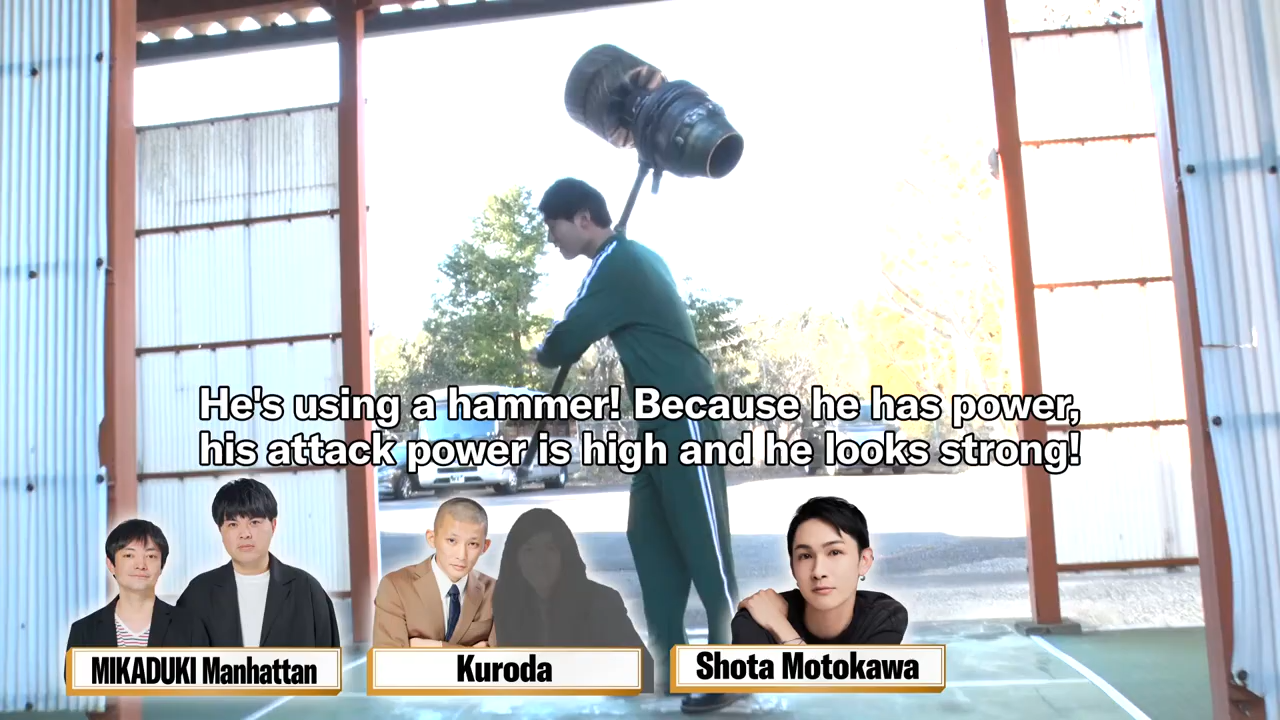 He's using a hammer! Because he has power,
his attack power is high and he looks strong!
MIKADUKI Manhattan
Kuroda
Shota Motokawa